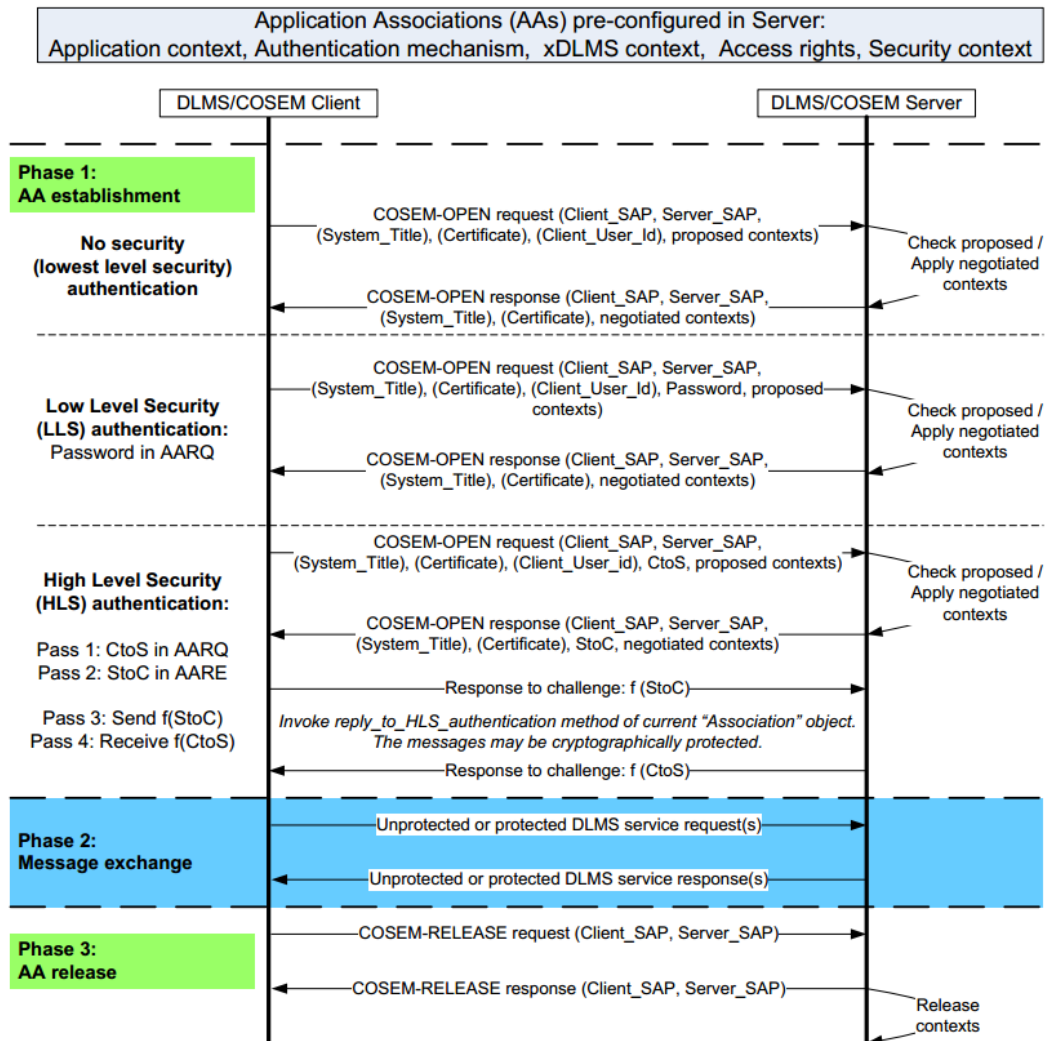 Application Associations (AAs) pre-configured in Server:
Application context, Authentication mechanism, xDLMS context, Access rights, Security context
DLMS/COSEM Client
DLMS/COSEM Server
Phase 1:
AA establishment
No security
(lowest level security)
authentication
COSEM-OPEN request (Client_SAP, Server_SAP,
(System_Title), (Certificate), (Client_User_Id), proposed contexts)
Check proposed /
Apply negotiated
contexts
COSEM-OPEN response (Client_SAP, Server_SAP,
(System_Title), (Certificate), negotiated contexts)
Low Level Security
(LLS) authentication:
Password in AARQ
COSEM-OPEN request (Client_SAP, Server_SAP,
(System_Title), (Certificate), (Client_User_Id), Password, proposed
contexts)
Check proposed /
Apply negotiated
contexts
COSEM-OPEN response (Client_SAP, Server_SAP,
(System_Title), (Certificate), negotiated contexts)
High Level Security
(HLS) authentication:
Pass 1: CtoS in AARQ
Pass 2: StoC in AARE
Pass 3: Send f(StoC)
Pass 4: Receive f(CtoS)
COSEM-OPEN request (Client_SAP, Server_SAP,
(System_Title), (Certificate), (Client_User_id), CtoS, proposed contexts)
Check proposed /
Apply negotiated
contexts
COSEM-OPEN response (Client_SAP, Server_SAP,
(System_Title), (Certificate), StoC, negotiated contexts)
Response to challenge: f (StoC)
Invoke reply_to_HLS_authentication method of current “Association” object.
The messages may be cryptographically protected.
Response to challenge: f (CtoS)
Phase 2:
Message exchange
Unprotected or protected DLMS service request(s)
Unprotected or protected DLMS service response(s)
Phase 3:
AA release
COSEM-RELEASE request (Client_SAP, Server_SAP)
COSEM-RELEASE response (Client_SAP, Server_SAP)
Release
contexts